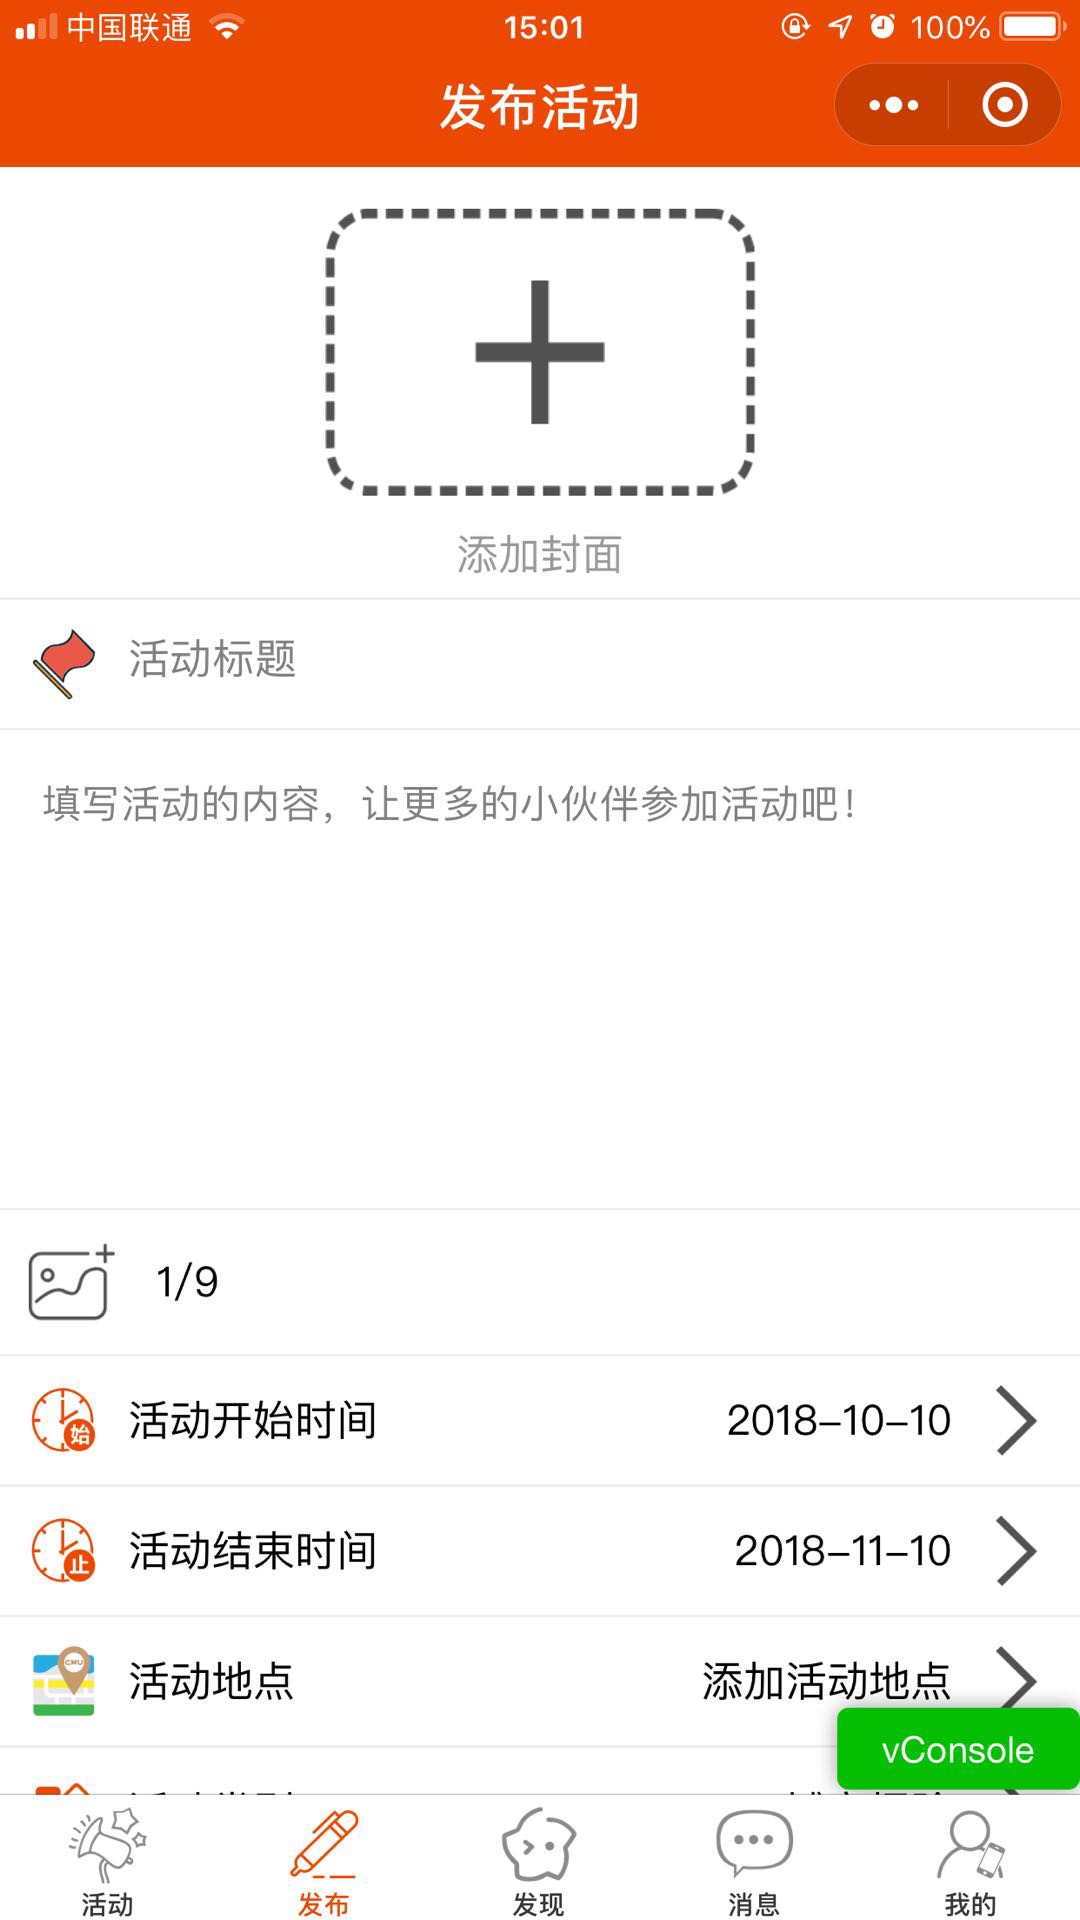 中国联通
15:01
100%
发布活动
添加封面
活动标题
填写活动的内容，让更多的小伙伴参加活动吧！
1/9
始
活动开始时间
2018-10-10
止
活动结束时间
2018-11-10
CMU
活动地点
添加活动地点
vConsole
活动
发布
发现
消息
我的